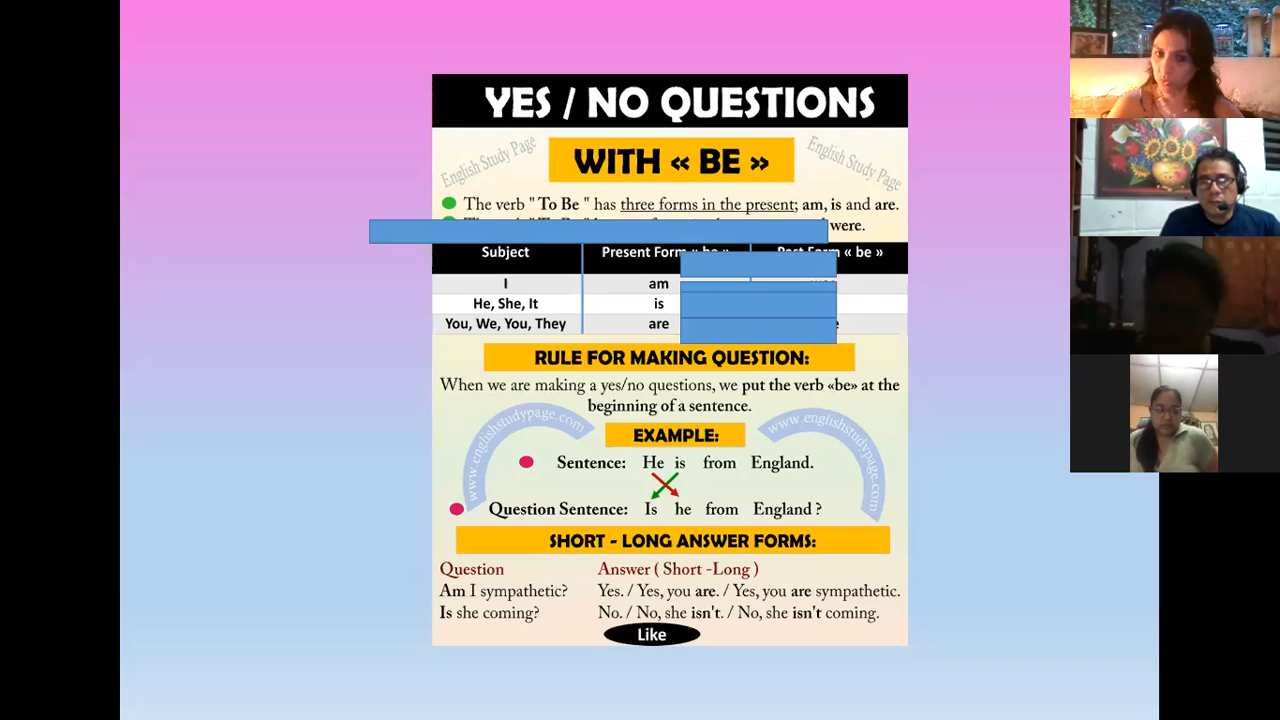 YES / NO QUESTIONS
English Study Page
English Study Page
WITH « BE »
The verb " To Be " has three forms in the present; am, is and are.
were.
Subject Present Form « be » Past Form « be »
I am
He, She, It is
You, We, You, They are
RULE FOR MAKING QUESTION:
When we are making a yes/no questions, we put the verb «be» at the
beginning of a sentence.
www.englishstudypage.com
www.englishstudypage.com
EXAMPLE:
Sentence: He is from England.
Question Sentence: Is he from England ?
SHORT - LONG ANSWER FORMS:
Question Answer ( Short -Long )
Am I sympathetic? Yes. / Yes, you are. / Yes, you are sympathetic.
Is she coming? No. / No, she isn't. / No, she isn't coming.
Like